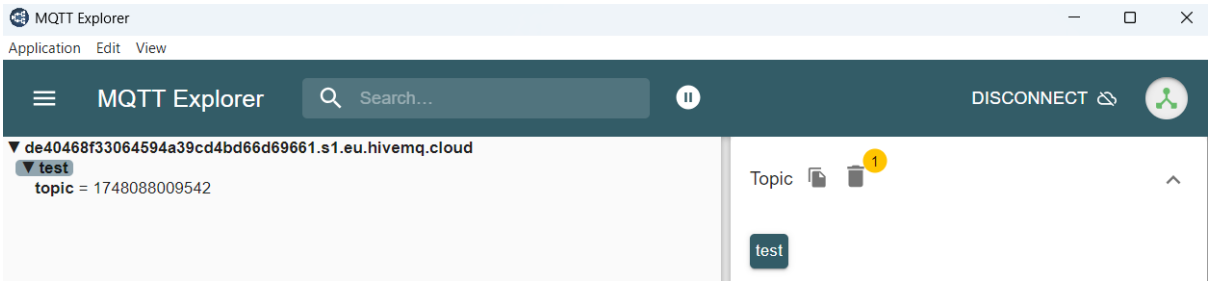 MQTT Explorer
Application Edit View
MQTT Explorer Search... DISCONNECT
▼ de40468f33064594a39cd4bd66d69661.s1.eu.hivemq.cloud
▼ test
topic = 1748088009542
Topic 1
test